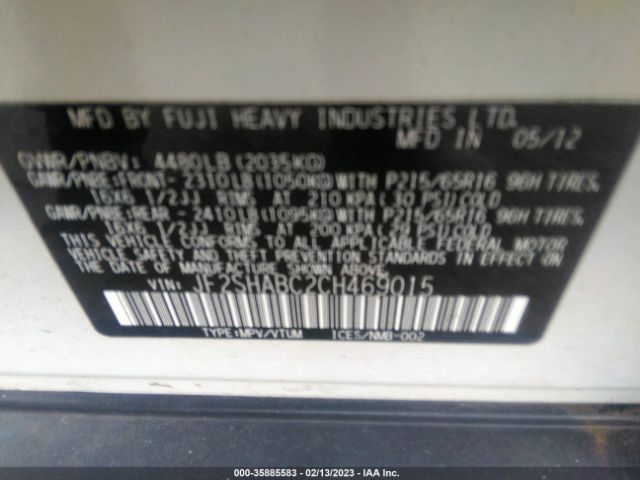 MFD BY FUJI HEAVY INDUSTRIES LTD.
MFD IN 05/12
GVWR/PNBV: 4480LB (2035KG)
GAWR/PNBE:FRONT- 2310LB(1050KG)WITH P215/65R16 96H TIRES,
16X6 1/2JJ RIMS AT 210 KPA(30 PSI)COLD
GAWR/PNBE:REAR - 2410LB(1095KG)WITH P215/65R16 96H TIRES,
16X6 1/2JJ RIMS AT 200 KPA(29 PSI)COLD
THIS VEHICLE CONFORMS TO ALL APPLICABLE FEDERAL MOTOR
VEHICLE SAFETY AND THEFT PREVENTION STANDARDS IN EFFECT
ON THE DATE OF MANUFACTURE SHOWN ABOVE.
VIN: JF2SHABC2CH469015
TYPE:MPV/VTUM ICES/NMB-002
000-35885583 - 02/13/2023 - IAA Inc.